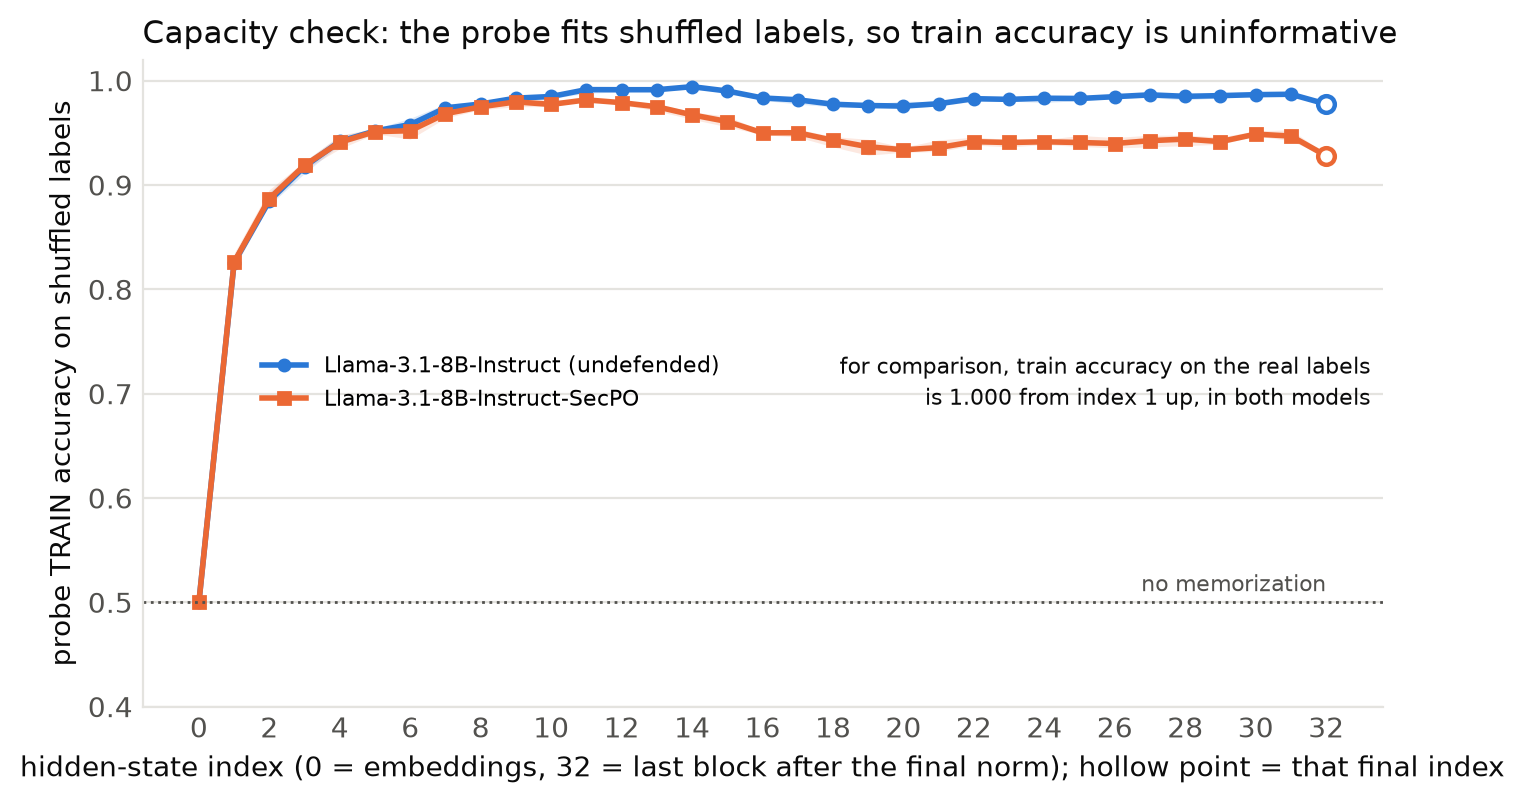 Capacity check: the probe fits shuffled labels, so train accuracy is uninformative
probe TRAIN accuracy on shuffled labels
1.0
0.9
0.8
0.7
0.6
0.5
0.4
Llama-3.1-8B-Instruct (undefended)
Llama-3.1-8B-Instruct-SecPO
for comparison, train accuracy on the real labels
is 1.000 from index 1 up, in both models
no memorization
0 2 4 6 8 10 12 14 16 18 20 22 24 26 28 30 32
hidden-state index (0 = embeddings, 32 = last block after the final norm); hollow point = that final index